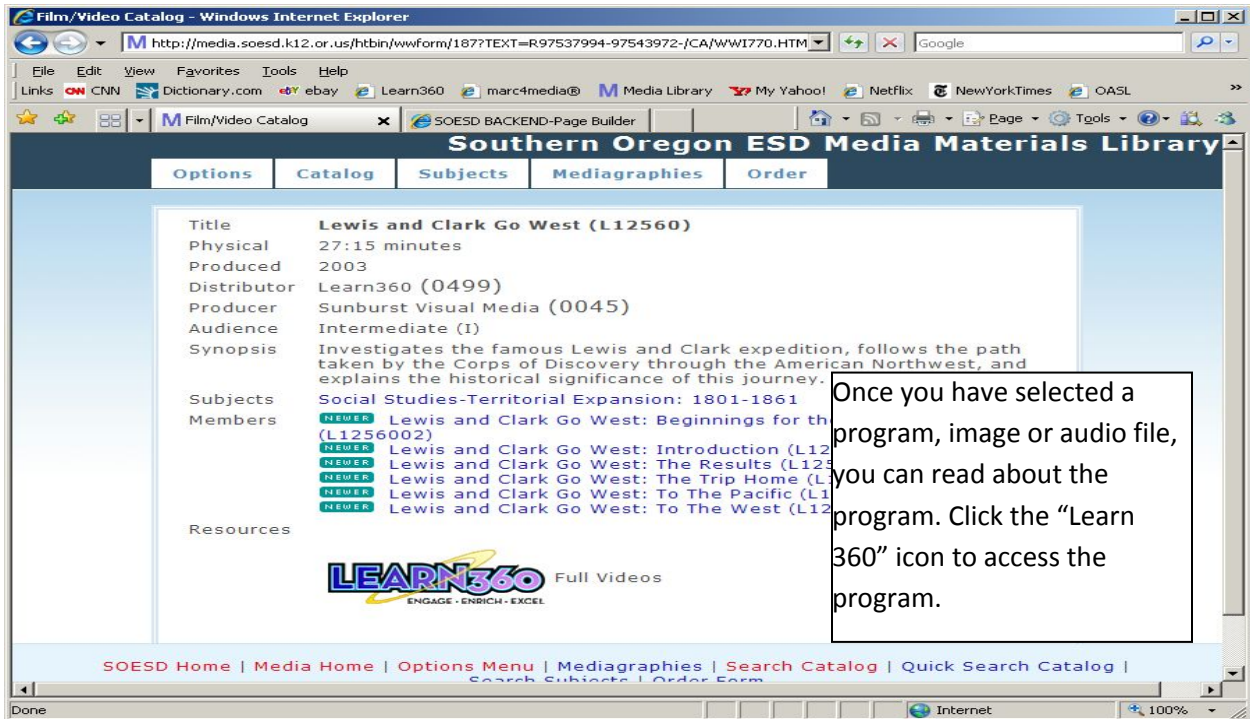 Film/Video Catalog - Windows Internet Explorer
http://media.soesd.k12.or.us/htbin/wwform/187?TEXT=R97537994-97543972-/CA/WWI770.HTM
Google
File Edit View Favorites Tools Help
Links CNN CNN Dictionary.com ebay Learn360 marc4media® Media Library My Yahoo! Netflix NewYorkTimes OASL »
Film/Video Catalog SOESD BACKEND-Page Builder Page Tools »
Southern Oregon ESD Media Materials Library
Options Catalog Subjects Mediagraphies Order
Title Lewis and Clark Go West (L12560)
Physical 27:15 minutes
Produced 2003
Distributor Learn360 (0499)
Producer Sunburst Visual Media (0045)
Audience Intermediate (I)
Synopsis Investigates the famous Lewis and Clark expedition, follows the path
taken by the Corps of Discovery through the American Northwest, and
explains the historical significance of this journey.
Subjects Social Studies-Territorial Expansion: 1801-1861
Members NEWER Lewis and Clark Go West: Beginnings for the
(L1256002)
NEWER Lewis and Clark Go West: Introduction (L12
NEWER Lewis and Clark Go West: The Results (L125
NEWER Lewis and Clark Go West: The Trip Home (L
NEWER Lewis and Clark Go West: To The Pacific (L1
NEWER Lewis and Clark Go West: To The West (L12
Resources
LEARN360 Full Videos
ENGAGE · ENRICH · EXCEL
Once you have selected a
program, image or audio file,
you can read about the
program. Click the “Learn
360” icon to access the
program.
SOESD Home | Media Home | Options Menu | Mediagraphies | Search Catalog | Quick Search Catalog |
Search Subjects | Order Form
Done Internet 100%